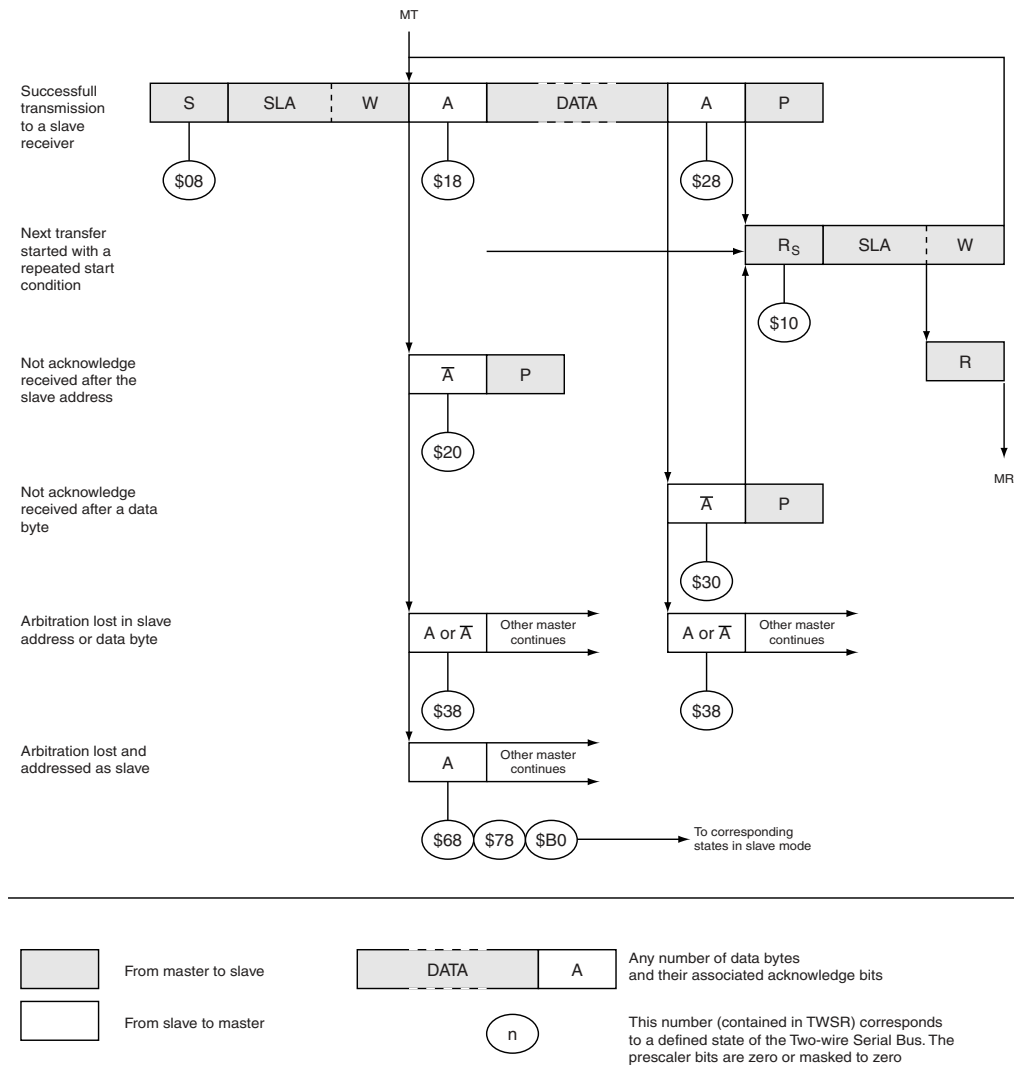 MT
Successfull
transmission
to a slave
receiver
S
SLA
W
A
DATA
A
P
$08
$18
$28
Next transfer
started with a
repeated start
condition
RS
SLA
W
$10
Not acknowledge
received after the
slave address
A̅
P
R
$20
MR
Not acknowledge
received after a data
byte
A̅
P
$30
Arbitration lost in slave
address or data byte
A or A̅
Other master
continues
A or A̅
Other master
continues
$38
$38
Arbitration lost and
addressed as slave
A
Other master
continues
$68
$78
$B0
To corresponding
states in slave mode
From master to slave
DATA
A
Any number of data bytes
and their associated acknowledge bits
From slave to master
n
This number (contained in TWSR) corresponds
to a defined state of the Two-wire Serial Bus. The
prescaler bits are zero or masked to zero